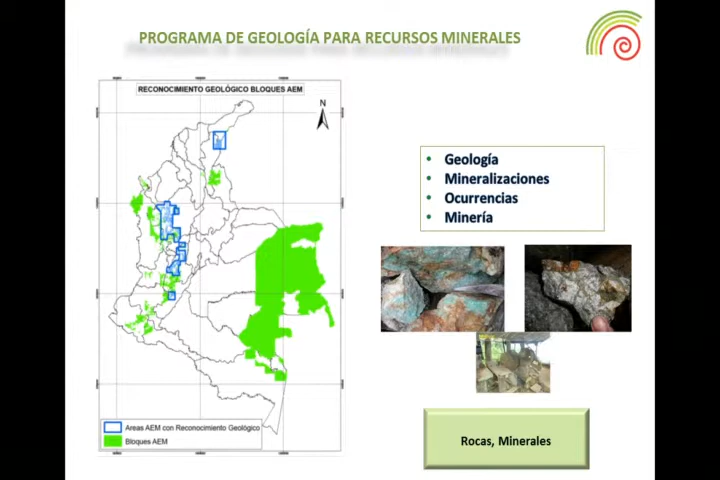 PROGRAMA DE GEOLOGÍA PARA RECURSOS MINERALES
RECONOCIMIENTO GEOLÓGICO BLOQUES AEM
N
• Geología
• Mineralizaciones
• Ocurrencias
• Minería
Areas AEM con Reconocimiento Geológico
Bloques AEM
Rocas, Minerales